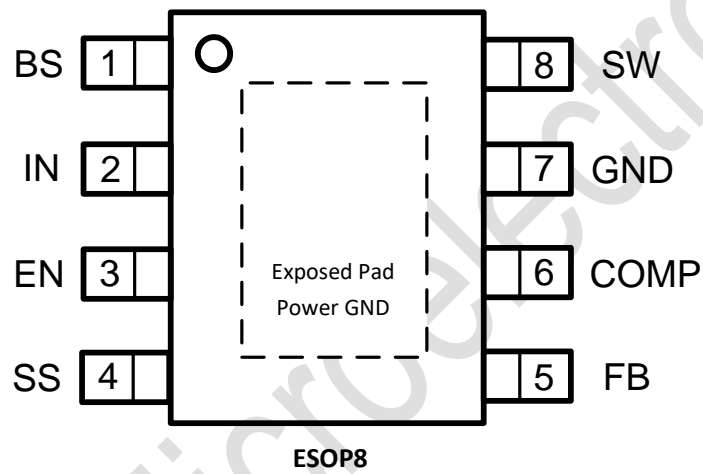 BS 1 8 SW
IN 2 7 GND
EN 3 6 COMP
Exposed Pad
Power GND
SS 4 5 FB
ESOP8